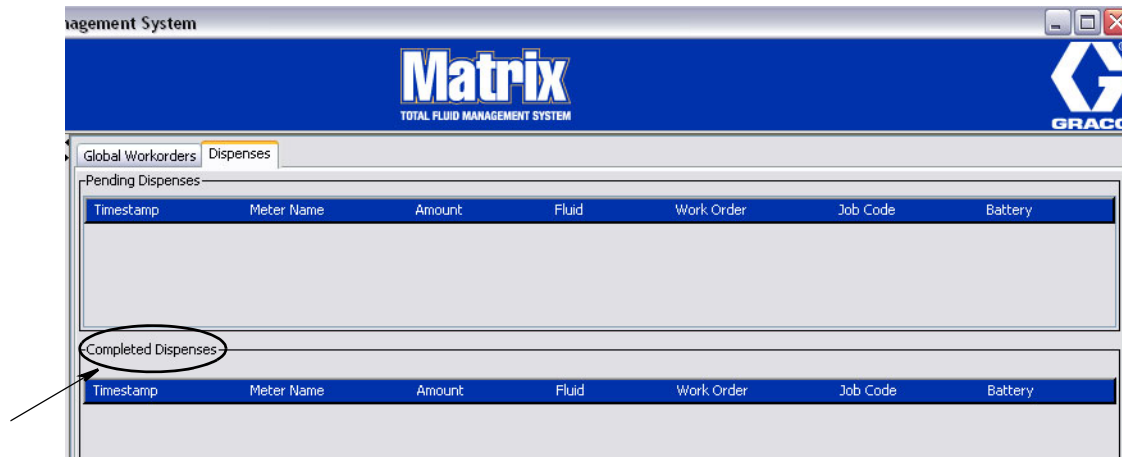 nagement System
Matrix
TOTAL FLUID MANAGEMENT SYSTEM
GRACO
Global Workorders Dispenses
Pending Dispenses
Timestamp Meter Name Amount Fluid Work Order Job Code Battery
Completed Dispenses
Timestamp Meter Name Amount Fluid Work Order Job Code Battery